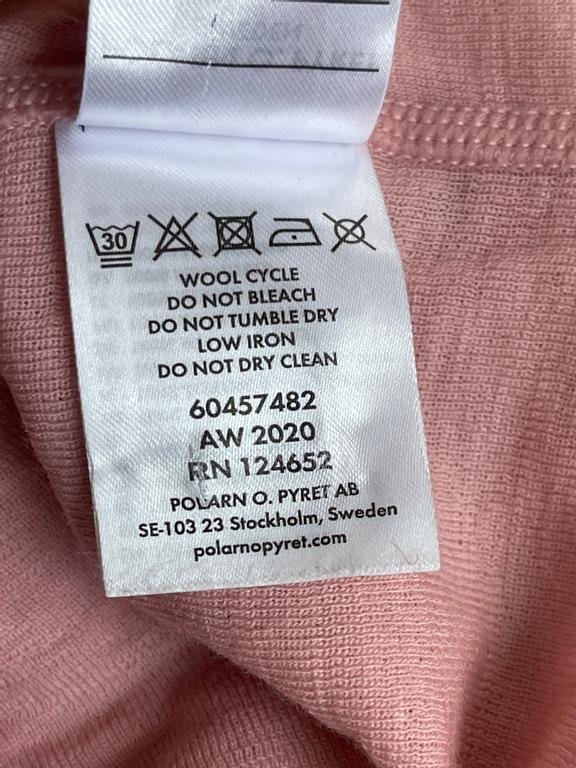 30
WOOL CYCLE
DO NOT BLEACH
DO NOT TUMBLE DRY
LOW IRON
DO NOT DRY CLEAN
60457482
AW 2020
RN 124652
POLARN O. PYRET AB
SE-103 23 Stockholm, Sweden
polarnopyret.com